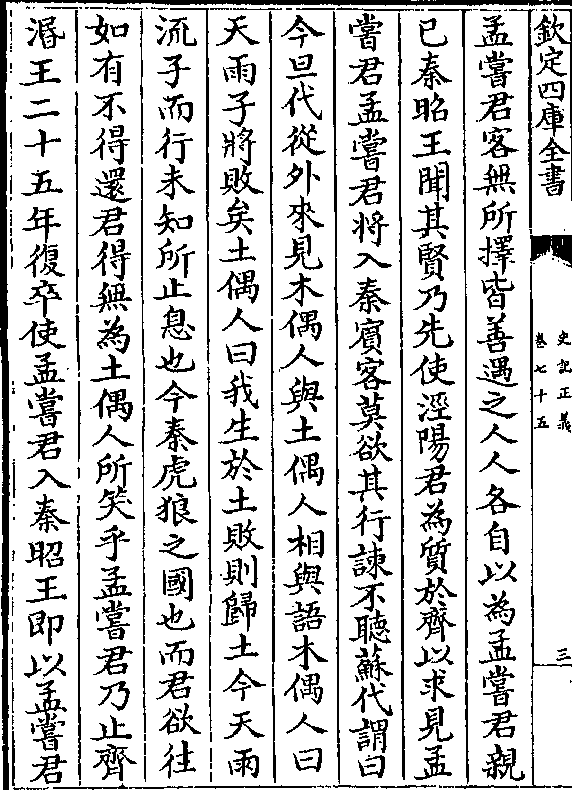 欽定四庫全書
史記正義
卷七十五
三
孟嘗君客無所擇皆善遇之人人各自以為孟嘗君親
已秦昭王聞其賢乃先使涇陽君為質於齊以求見孟
嘗君孟嘗君將入秦賓客莫欲其行諫不聽蘇代謂曰
今旦代從外來見木偶人與土偶人相與語木偶人曰
天雨子將敗矣土偶人曰我生於土敗則歸土今天雨
流子而行未知所止息也今秦虎狼之國也而君欲往
如有不得還君得無為土偶人所笑乎孟嘗君乃止齊
湣王二十五年復卒使孟嘗君入秦昭王即以孟嘗君